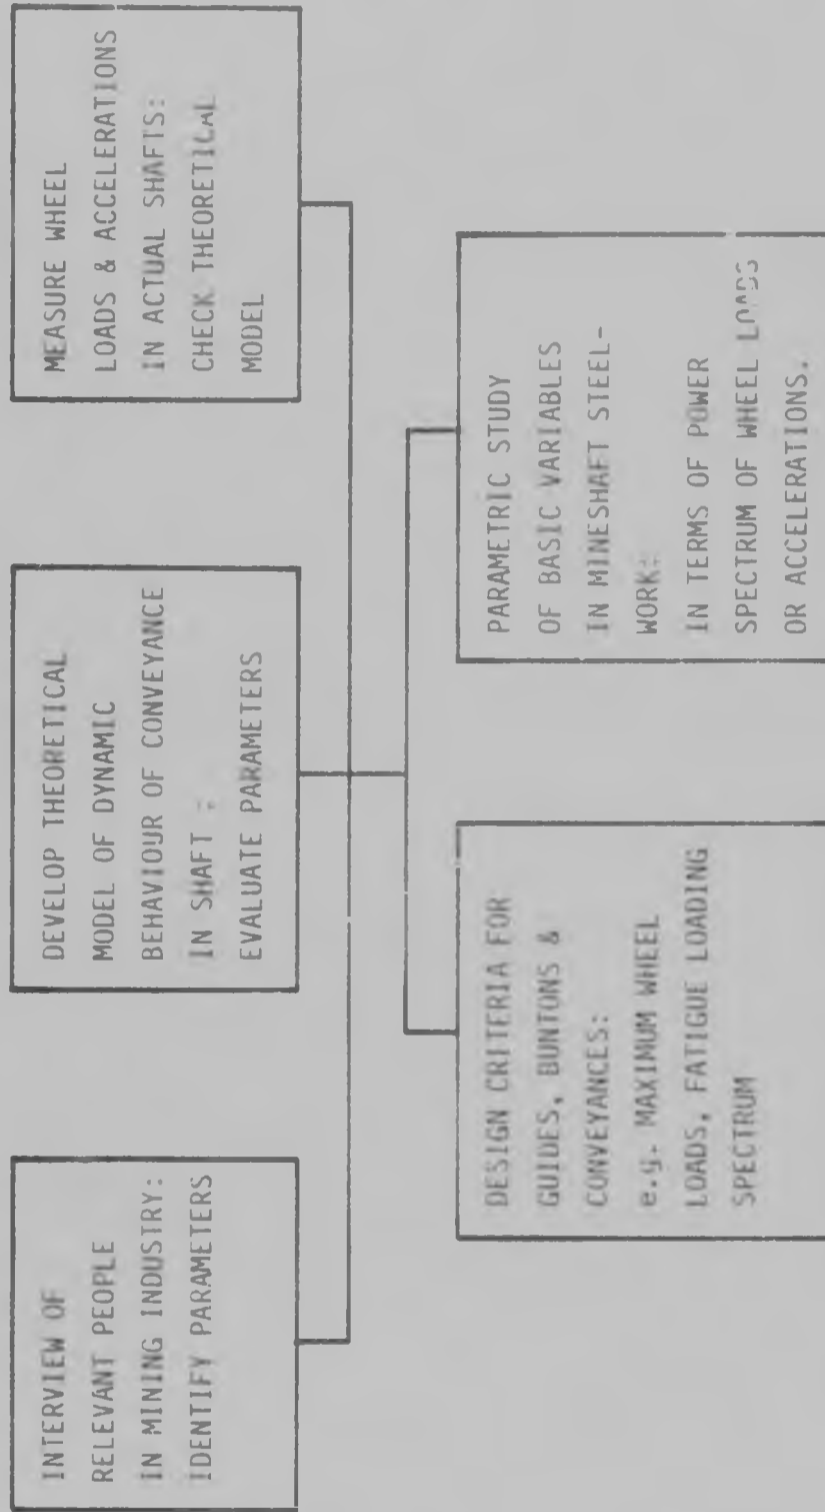 INTERVIEW OF
RELEVANT PEOPLE
IN MINING INDUSTRY:
IDENTIFY PARAMETERS
DEVELOP THEORETICAL
MODEL OF DYNAMIC
BEHAVIOUR OF CONVEYANCE
IN SHAFT :
EVALUATE PARAMETERS
MEASURE WHEEL
LOADS & ACCELERATIONS
IN ACTUAL SHAFTS:
CHECK THEORETICAL
MODEL
DESIGN CRITERIA FOR
GUIDES, BUNTONS &
CONVEYANCES:
e.g. MAXIMUM WHEEL
LOADS, FATIGUE LOADING
SPECTRUM
PARAMETRIC STUDY
OF BASIC VARIABLES
IN MINESHAFT STEEL-
WORK:
IN TERMS OF POWER
SPECTRUM OF WHEEL LOADS
OR ACCELERATIONS.